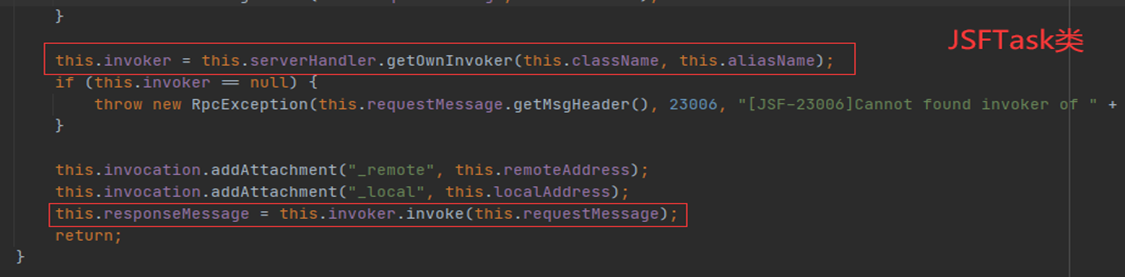 }
this.invoker = this.serverHandler.getOwnInvoker(this.className, this.aliasName);
JSFTask类
if (this.invoker == null) {
throw new RpcException(this.requestMessage.getMsgHeader(), 23006, "[JSF-23006]Cannot found invoker of " +
}
this.invocation.addAttachment("_remote", this.remoteAddress);
this.invocation.addAttachment("_local", this.localAddress);
this.responseMessage = this.invoker.invoke(this.requestMessage);
return;
}